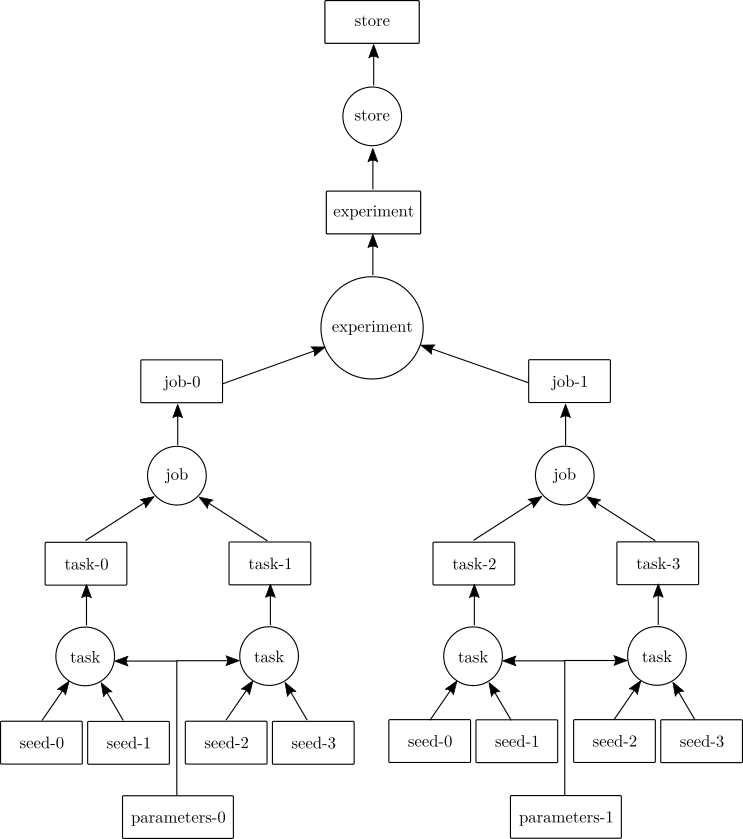 store
store
experiment
experiment
job-0
job-1
job
job
task-0
task-1
task-2
task-3
task
task
task
task
seed-0
seed-1
seed-2
seed-3
seed-0
seed-1
seed-2
seed-3
parameters-0
parameters-1